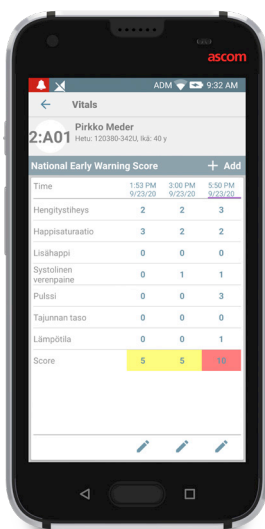 ascom
ADM 9:32 AM
Vitals
2:A01 Pirkko Meder
Hetu: 120380-342U, Ikä: 40 y
National Early Warning Score + Add
Time 1:53 PM 3:00 PM 5:50 PM
9/23/20 9/23/20 9/23/20
Hengitystiheys 2 2 3
Happisaturaatio 3 2 2
Lisähappi 0 0 0
Systolinen
verenpaine 0 1 1
Pulssi 0 0 3
Tajunnan taso 0 0 0
Lämpötila 0 0 1
Score 5 5 10